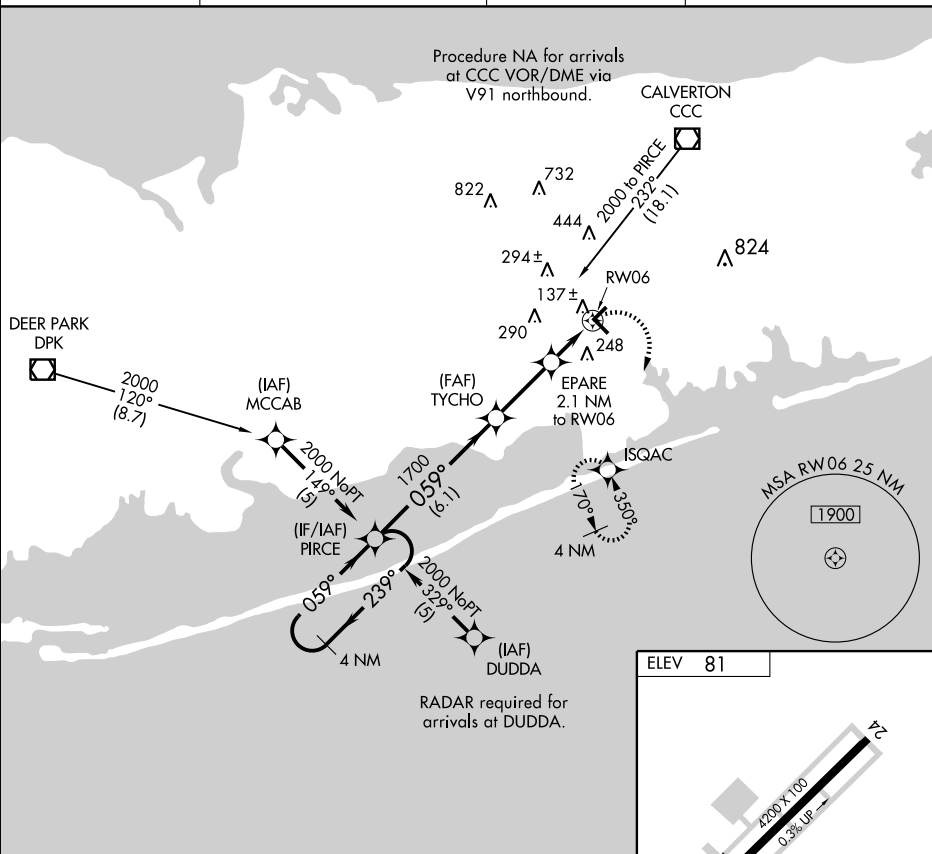 Procedure NA for arrivals
at CCC VOR/DME via
V91 northbound.
CALVERTON
CCC
2000 to PIRCE
232°
(18.1)
822
732
444
824
294±
137±
RW06
290
248
DEER PARK
DPK
2000
120°
(8.7)
(IAF)
MCCAB
(FAF)
TYCHO
EPARE
2.1 NM
to RW06
2000 NoPT
149°
(5)
1700
059°
(6.1)
ISQAC
170°
350°
4 NM
MSA RW06 25 NM
1900
(IF/IAF)
PIRCE
059°
239°
2000 NoPT
329°
(5)
4 NM
(IAF)
DUDDA
RADAR required for
arrivals at DUDDA.
ELEV 81
24
4200 X 100
0.3% UP